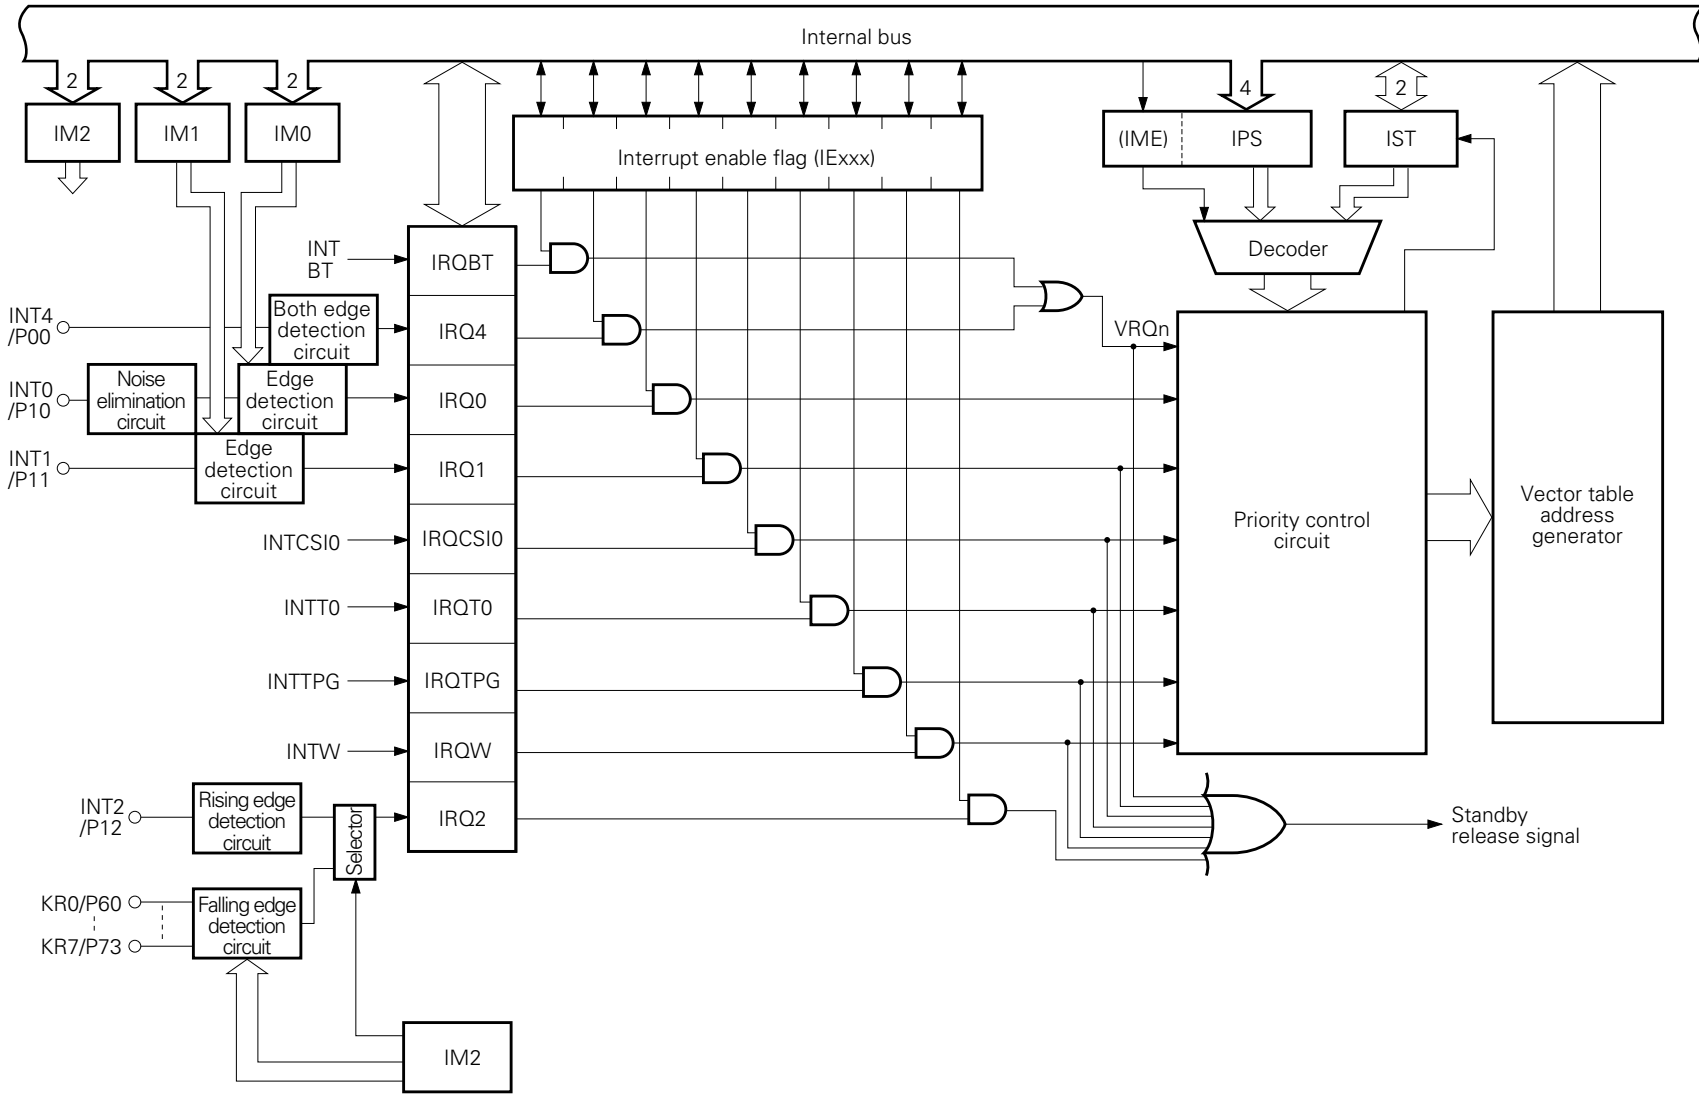 Internal bus
2
2
2
4
2
IM2
IM1
IM0
Interrupt enable flag (IExxx)
(IME)
IPS
IST
Decoder
INT
BT
IRQBT
INT4
/P00
Both edge
detection
circuit
IRQ4
VRQn
INT0
/P10
Noise
elimination
circuit
Edge
detection
circuit
IRQ0
INT1
/P11
Edge
detection
circuit
IRQ1
INTCSI0
IRQCSI0
Priority control
circuit
Vector table
address
generator
INTT0
IRQT0
INTTPG
IRQTPG
INTW
IRQW
INT2
/P12
Rising edge
detection
circuit
Selector
IRQ2
Standby
release signal
KR0/P60
KR7/P73
Falling edge
detection
circuit
IM2